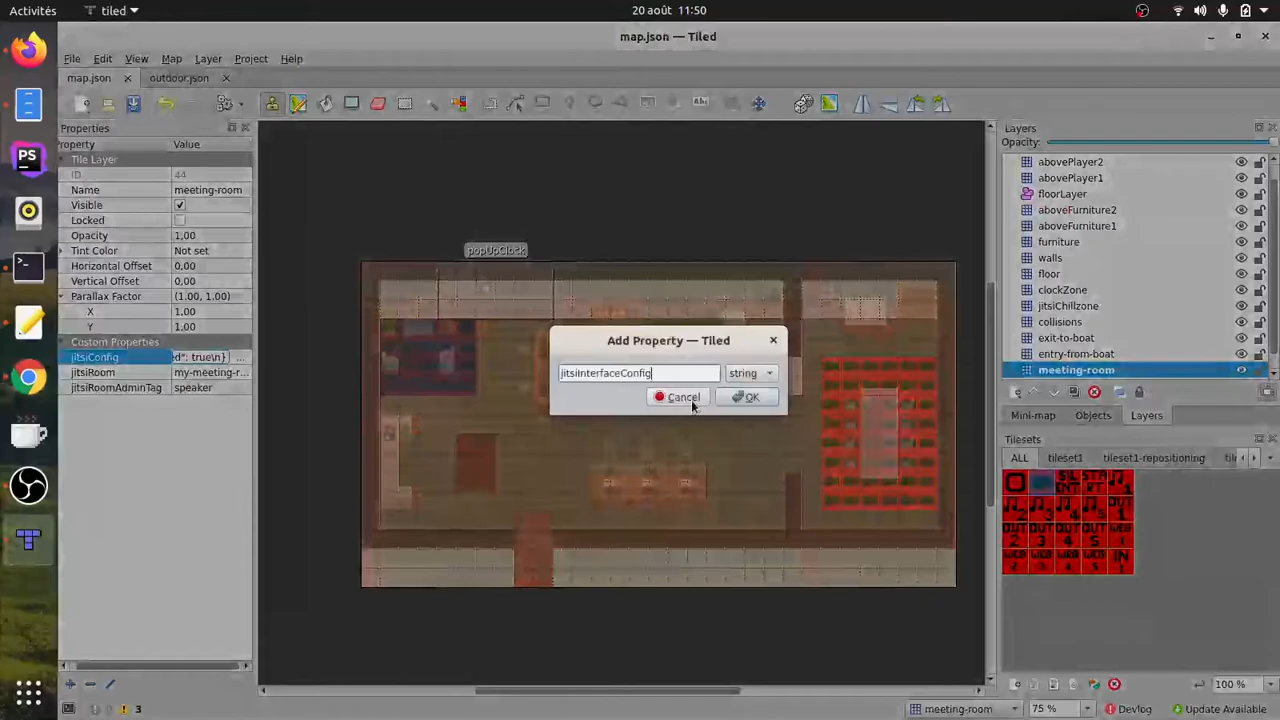 Activités
tiled
20 août 11:50
map.json — Tiled
File Edit View Map Layer Project Help
map.json
outdoor.json
Properties
Property Value
Tile Layer
ID 44
Name meeting-room
Visible
Locked
Opacity 1,00
Tint Color Not set
Horizontal Offset 0,00
Vertical Offset 0,00
Parallax Factor (1.00, 1.00)
X 1.00
Y 1.00
Custom Properties
jitsiConfig ed": true\n} ...
jitsiRoom my-meeting-r...
jitsiRoomAdminTag speaker
3
Abc
popUpClock
Add Property — Tiled
jitsiInterfaceConfig
string
Cancel
OK
Layers
Opacity:
abovePlayer2
abovePlayer1
floorLayer
aboveFurniture2
aboveFurniture1
furniture
walls
floor
clockZone
jitsiChillzone
collisions
exit-to-boat
entry-from-boat
meeting-room
Mini-map Objects Layers
Tilesets
ALL tileset1 tileset1-repositioning
100 %
meeting-room
75 %
Devlog
Update Available
PS